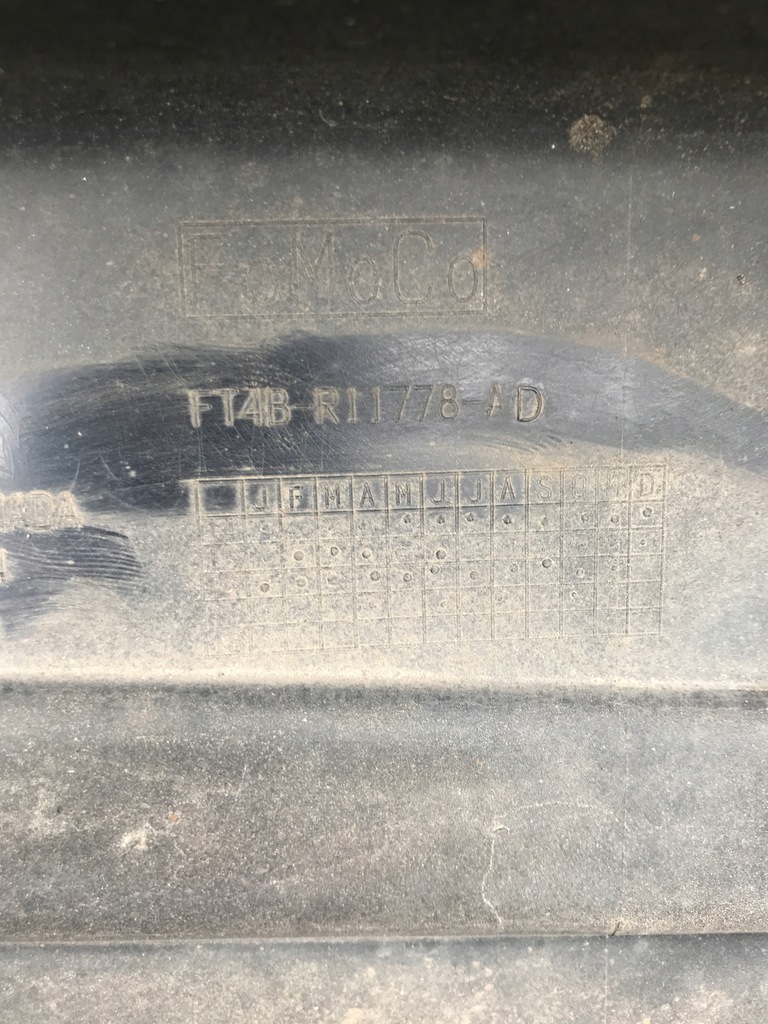 FoMoCo
FT4B-R11778-AD
J F M A M J J A S O N D